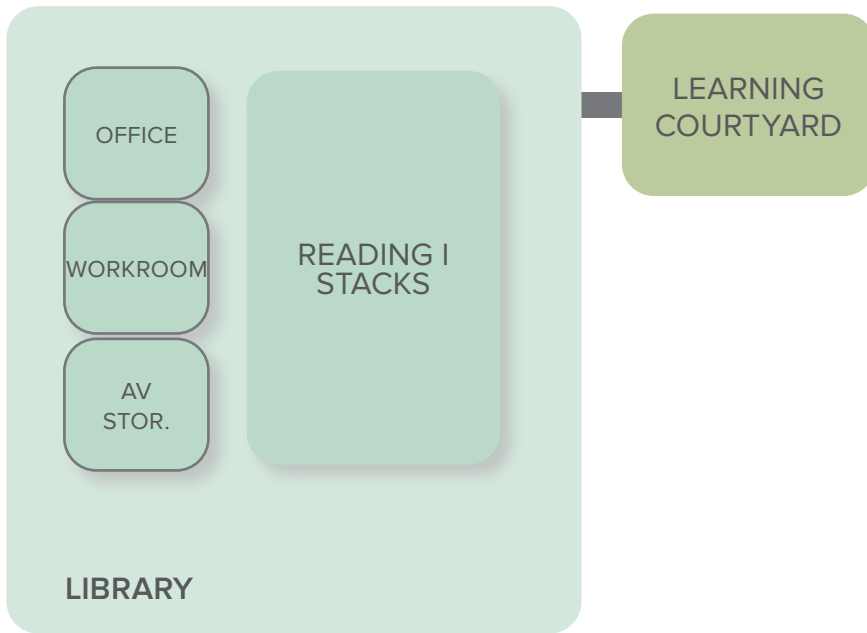 OFFICE
WORKROOM
AV
STOR.
READING I
STACKS
LEARNING
COURTYARD
LIBRARY